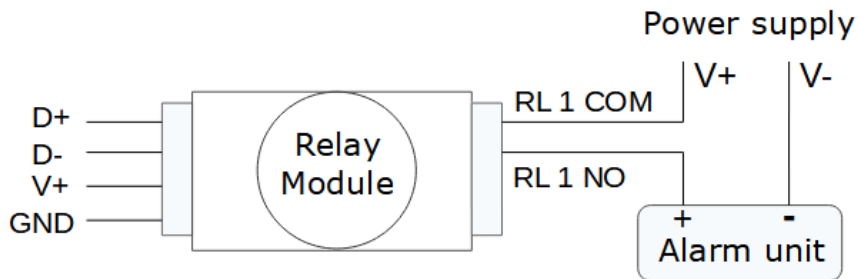 Power supply
V+
V-
RL 1 COM
D+
D-
V+
GND
Relay
Module
RL 1 NO
+
-
Alarm unit